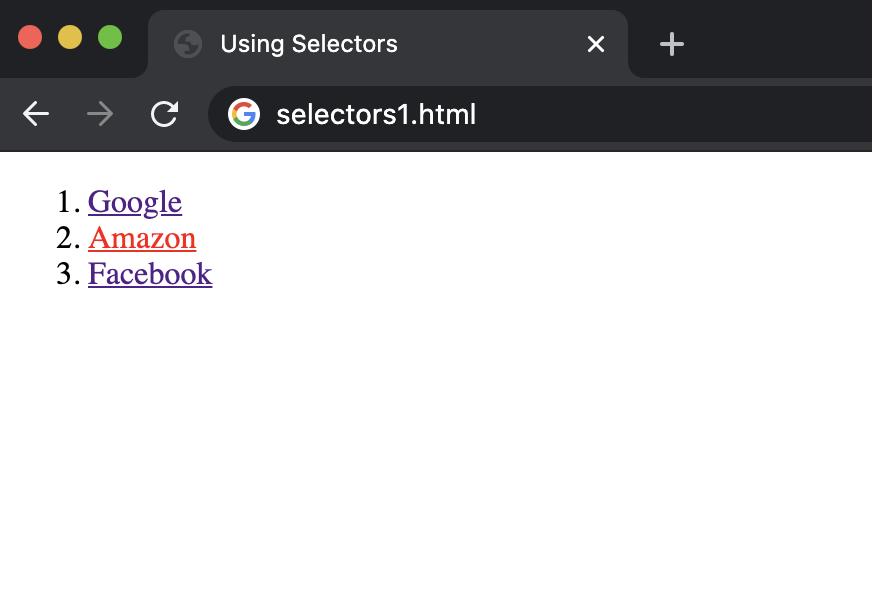 Using Selectors
selectors1.html
1. Google
2. Amazon
3. Facebook